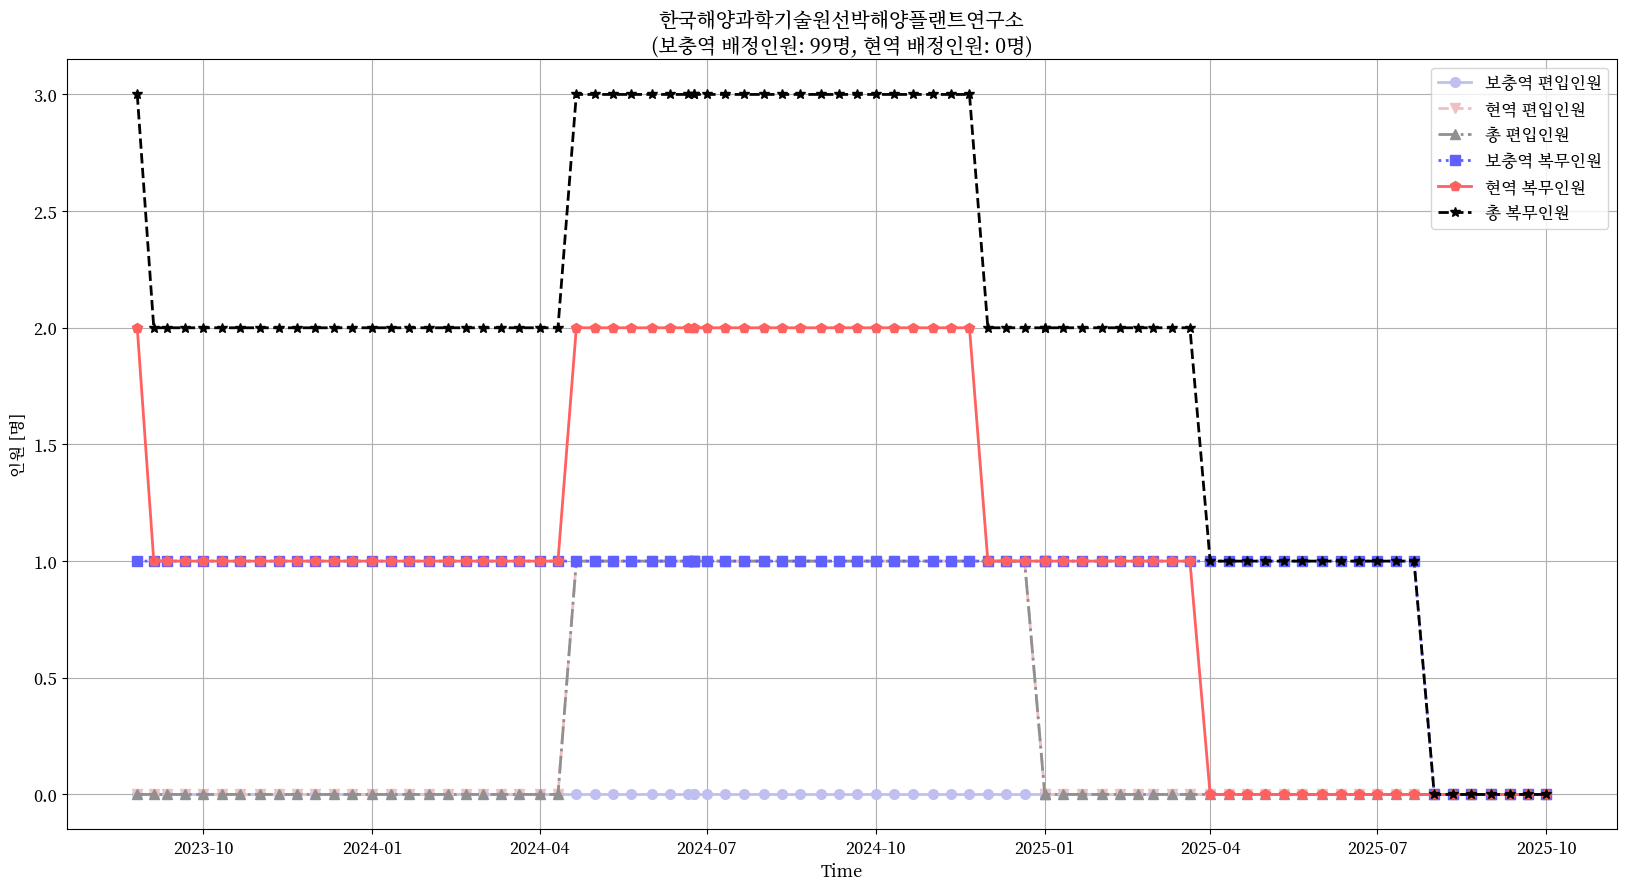 한국해양과학기술원선박해양플랜트연구소
(보충역 배정인원: 99명, 현역 배정인원: 0명)
보충역 편입인원
현역 편입인원
총 편입인원
보충역 복무인원
현역 복무인원
총 복무인원
인원 [명]
3.0
2.5
2.0
1.5
1.0
0.5
0.0
2023-10
2024-01
2024-04
2024-07
2024-10
2025-01
2025-04
2025-07
2025-10
Time